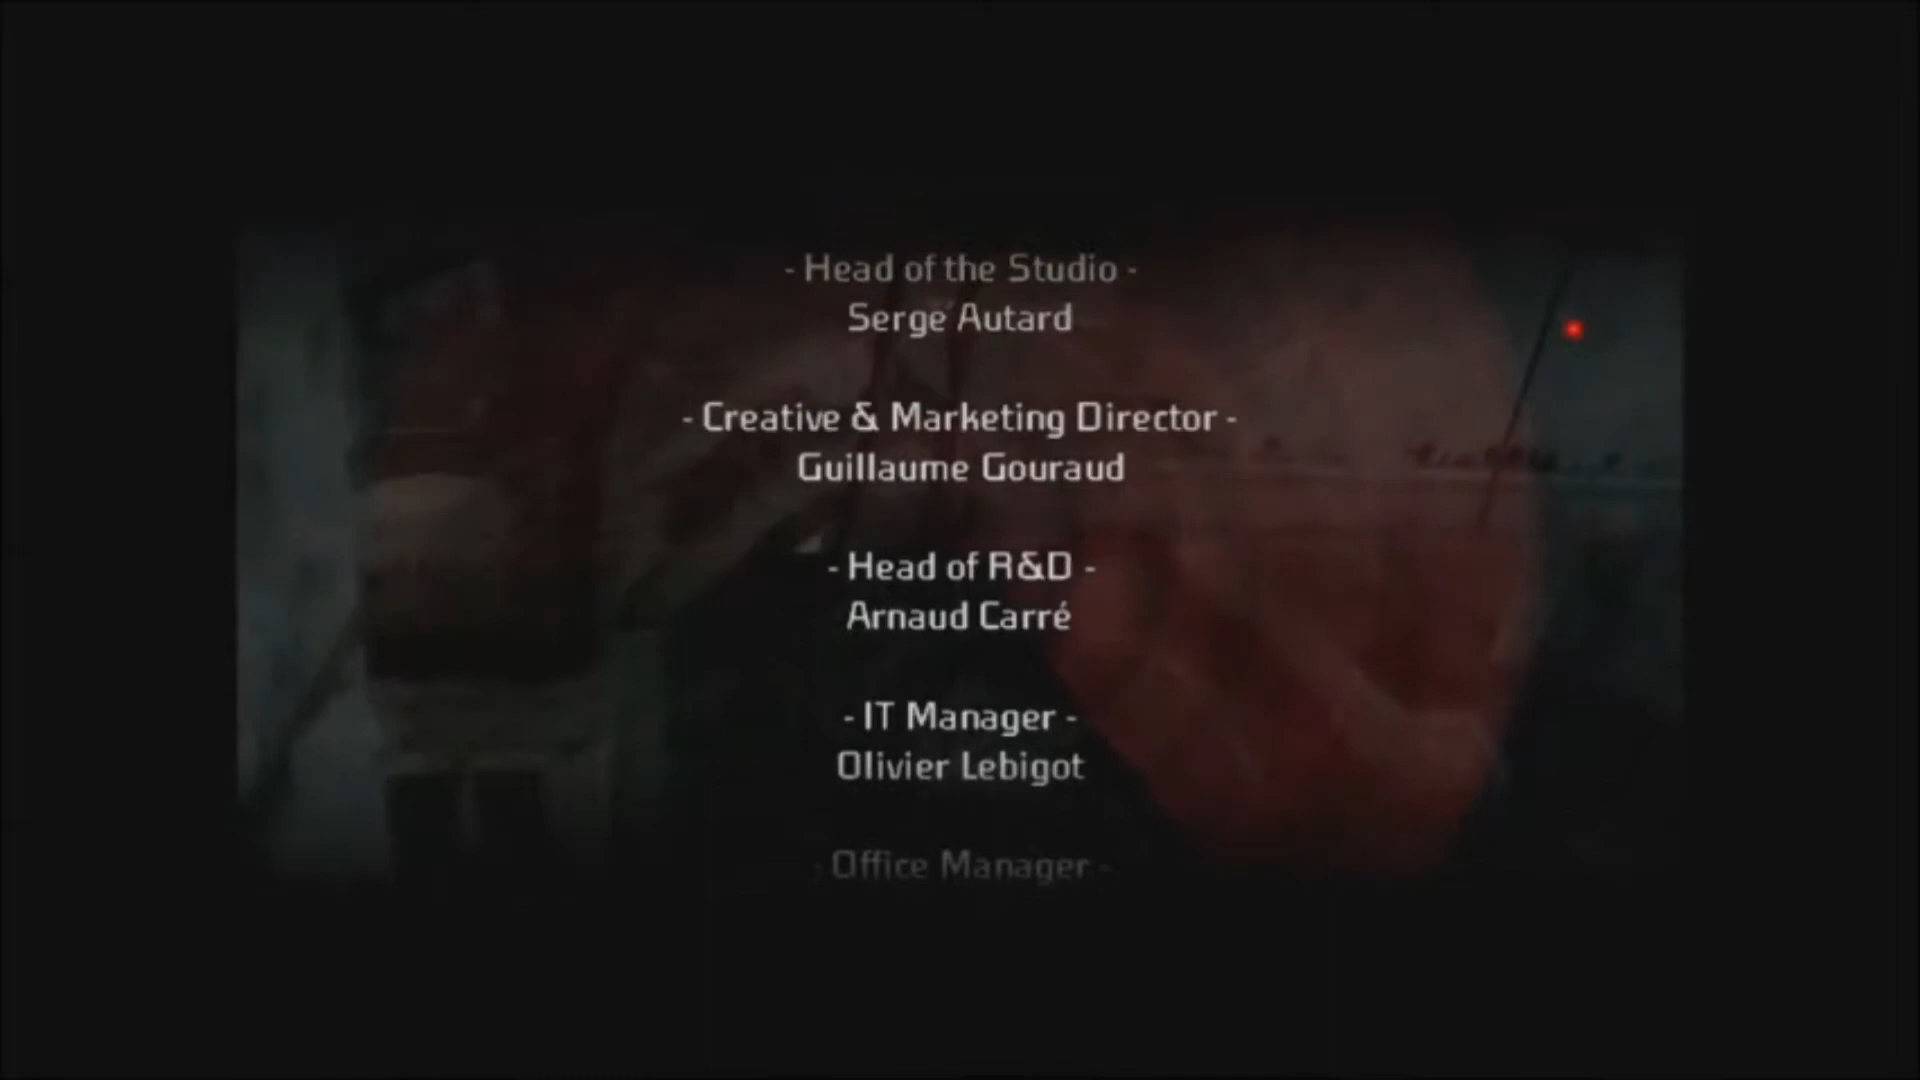 - Head of the Studio -
Serge Autard
- Creative & Marketing Director -
Guillaume Gouraud
- Head of R&D -
Arnaud Carré
- IT Manager -
Olivier Lebigot
- Office Manager -